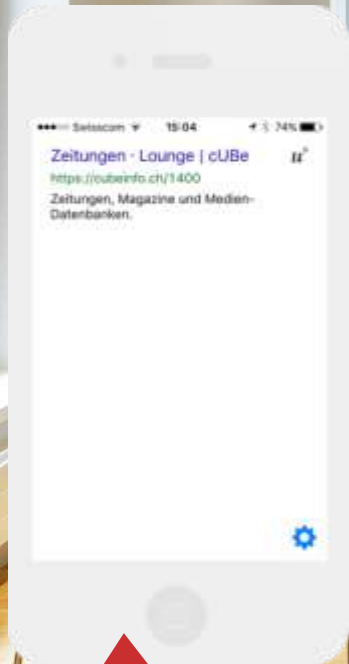 Swisscom 15:04 74%
Zeitungen · Lounge | cUBe
u^b
https://cubeinfo.ch/1400
Zeitungen, Magazine und Medien-
Datenbanken.